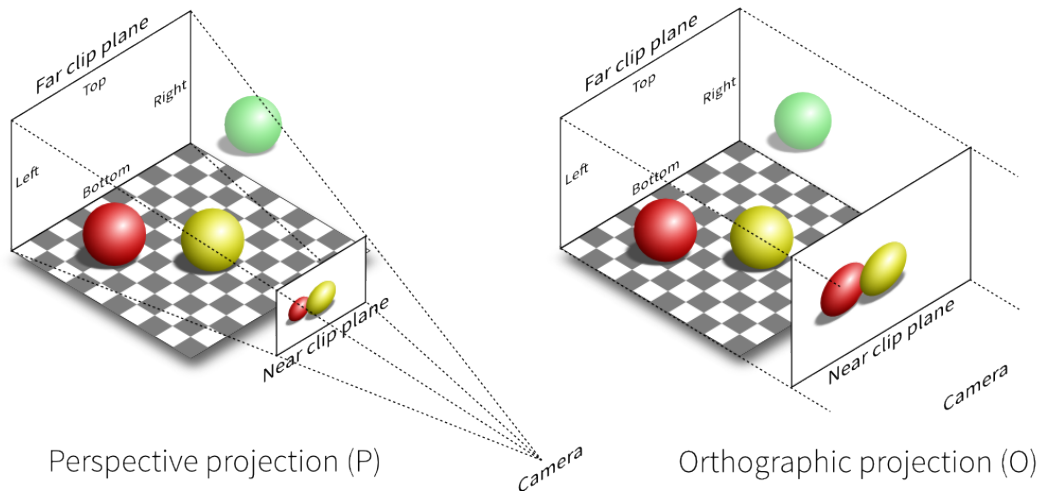 Far clip plane
Top
Right
Left
Bottom
Near clip plane
Camera
Perspective projection (P)
Far clip plane
Top
Right
Left
Bottom
Near clip plane
Camera
Orthographic projection (O)